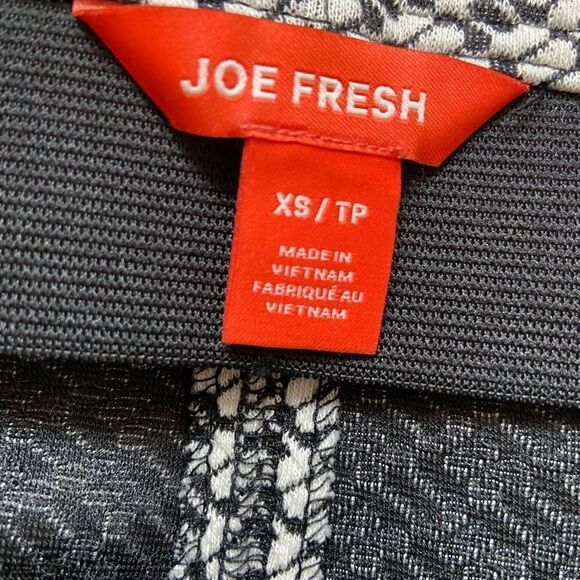 JOE FRESH
XS / TP
MADE IN
VIETNAM
FABRIQUÉ AU
VIETNAM